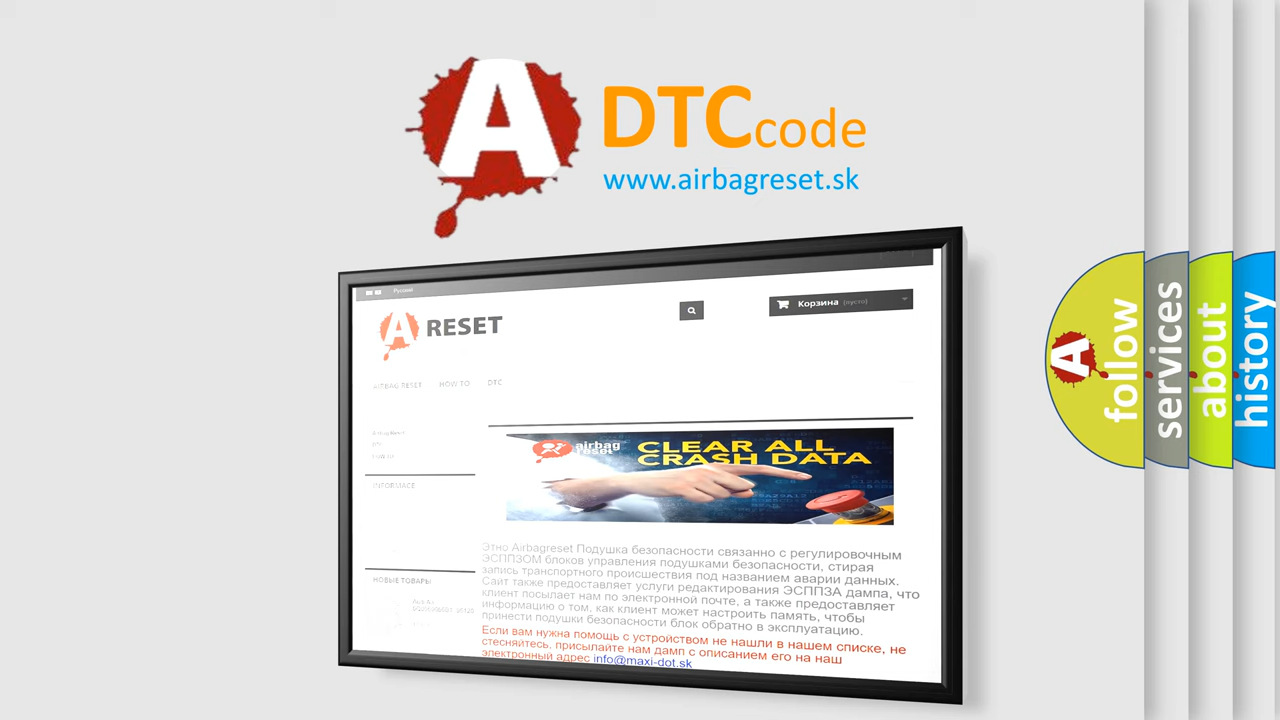 A DTCcode
www.airbagreset.sk
Русский
A RESET
Корзина (пусто)
AIRBAG RESET HOW TO DTC
INFORMACE
airbag reset
CLEAR ALL
CRASH DATA
Этно Airbagreset Подушка безопасности связанно с регулировочным
ЭСППЗОМ блоков управления подушками безопасности, стирая
запись транспортного происшествия под названием аварии данных.
Сайт также предоставляет услуги редактирования ЭСППЗА дампа, что
клиент посылает нам по электронной почте, а также предоставляет
информацию о том, как клиент может настроить память, чтобы
принести подушки безопасности блок обратно в эксплуатацию.
Если вам нужна помощь с устройством не нашли в нашем списке, не
стесняйтесь, присылайте нам дамп с описанием его на наш
электронный адрес info@maxi-dot.sk
НОВЫЕ ТОВАРЫ
A follow
services
about
history